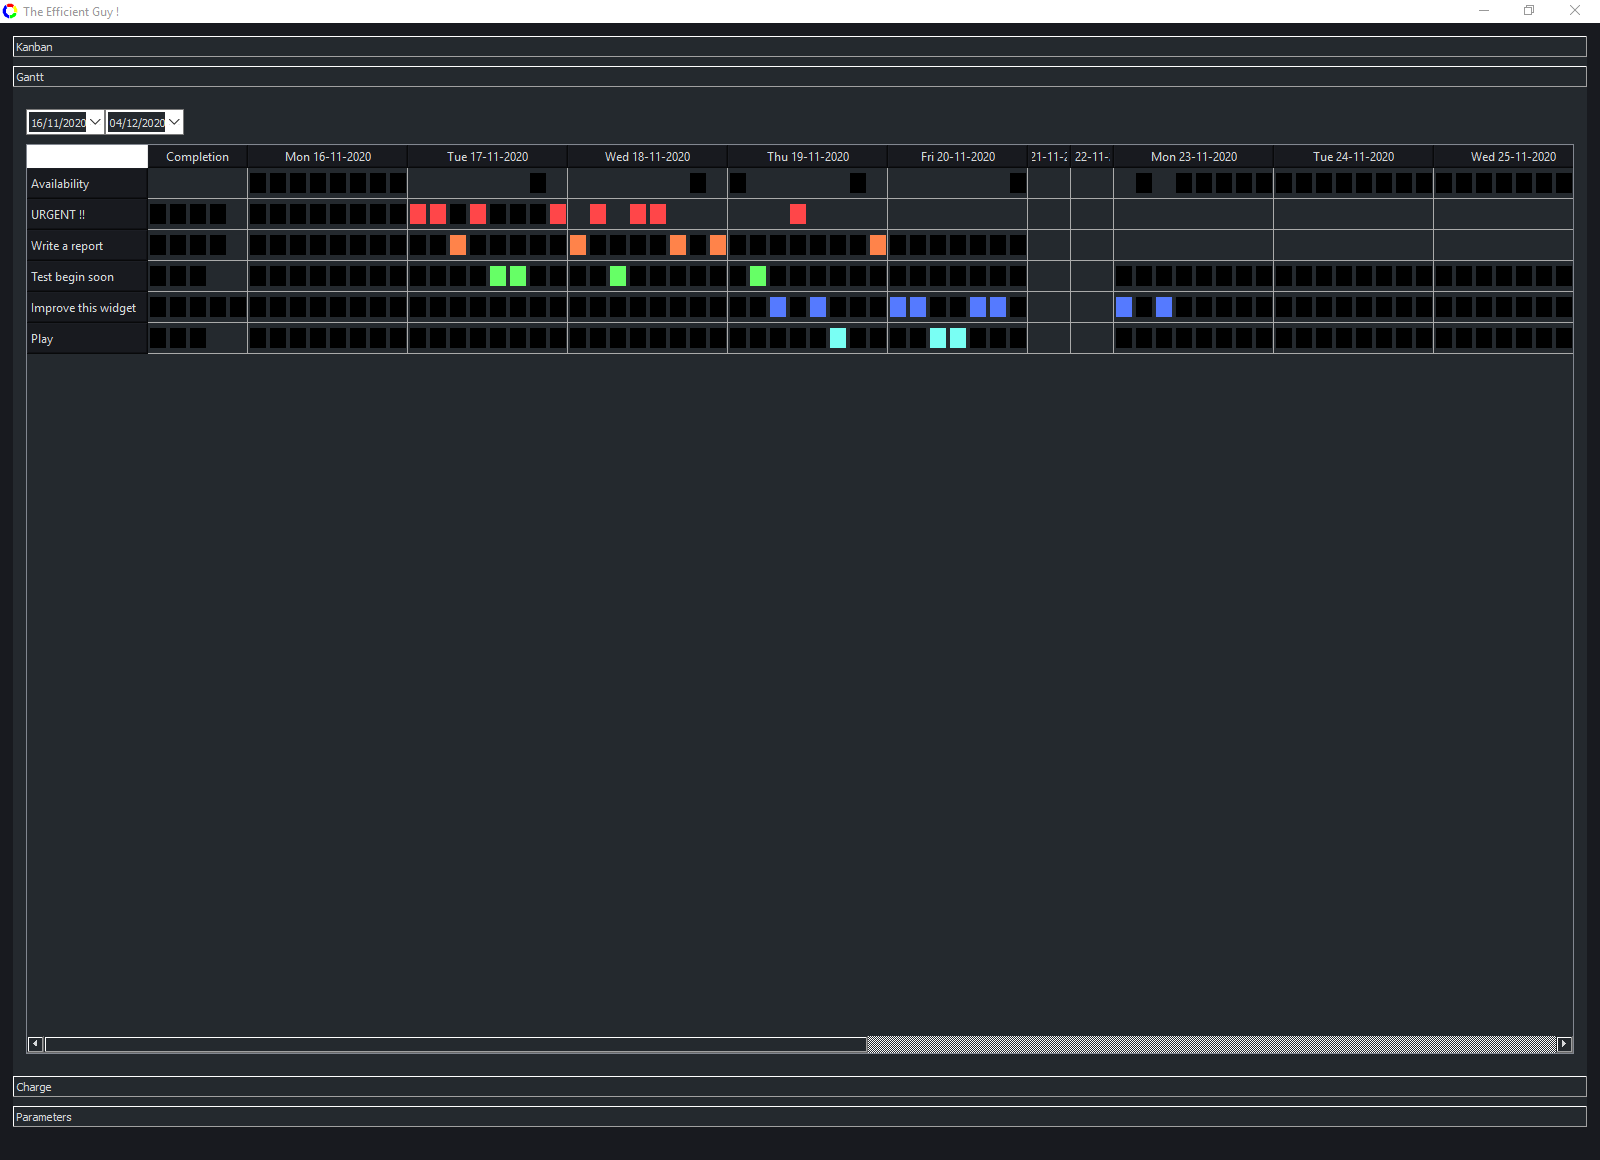 The Efficient Guy !
Kanban
Gantt
16/11/2020 04/12/2020
Completion Mon 16-11-2020 Tue 17-11-2020 Wed 18-11-2020 Thu 19-11-2020 Fri 20-11-2020 21-11-2 22-11-. Mon 23-11-2020 Tue 24-11-2020 Wed 25-11-2020
Availability
URGENT !!
Write a report
Test begin soon
Improve this widget
Play
Charge
Parameters